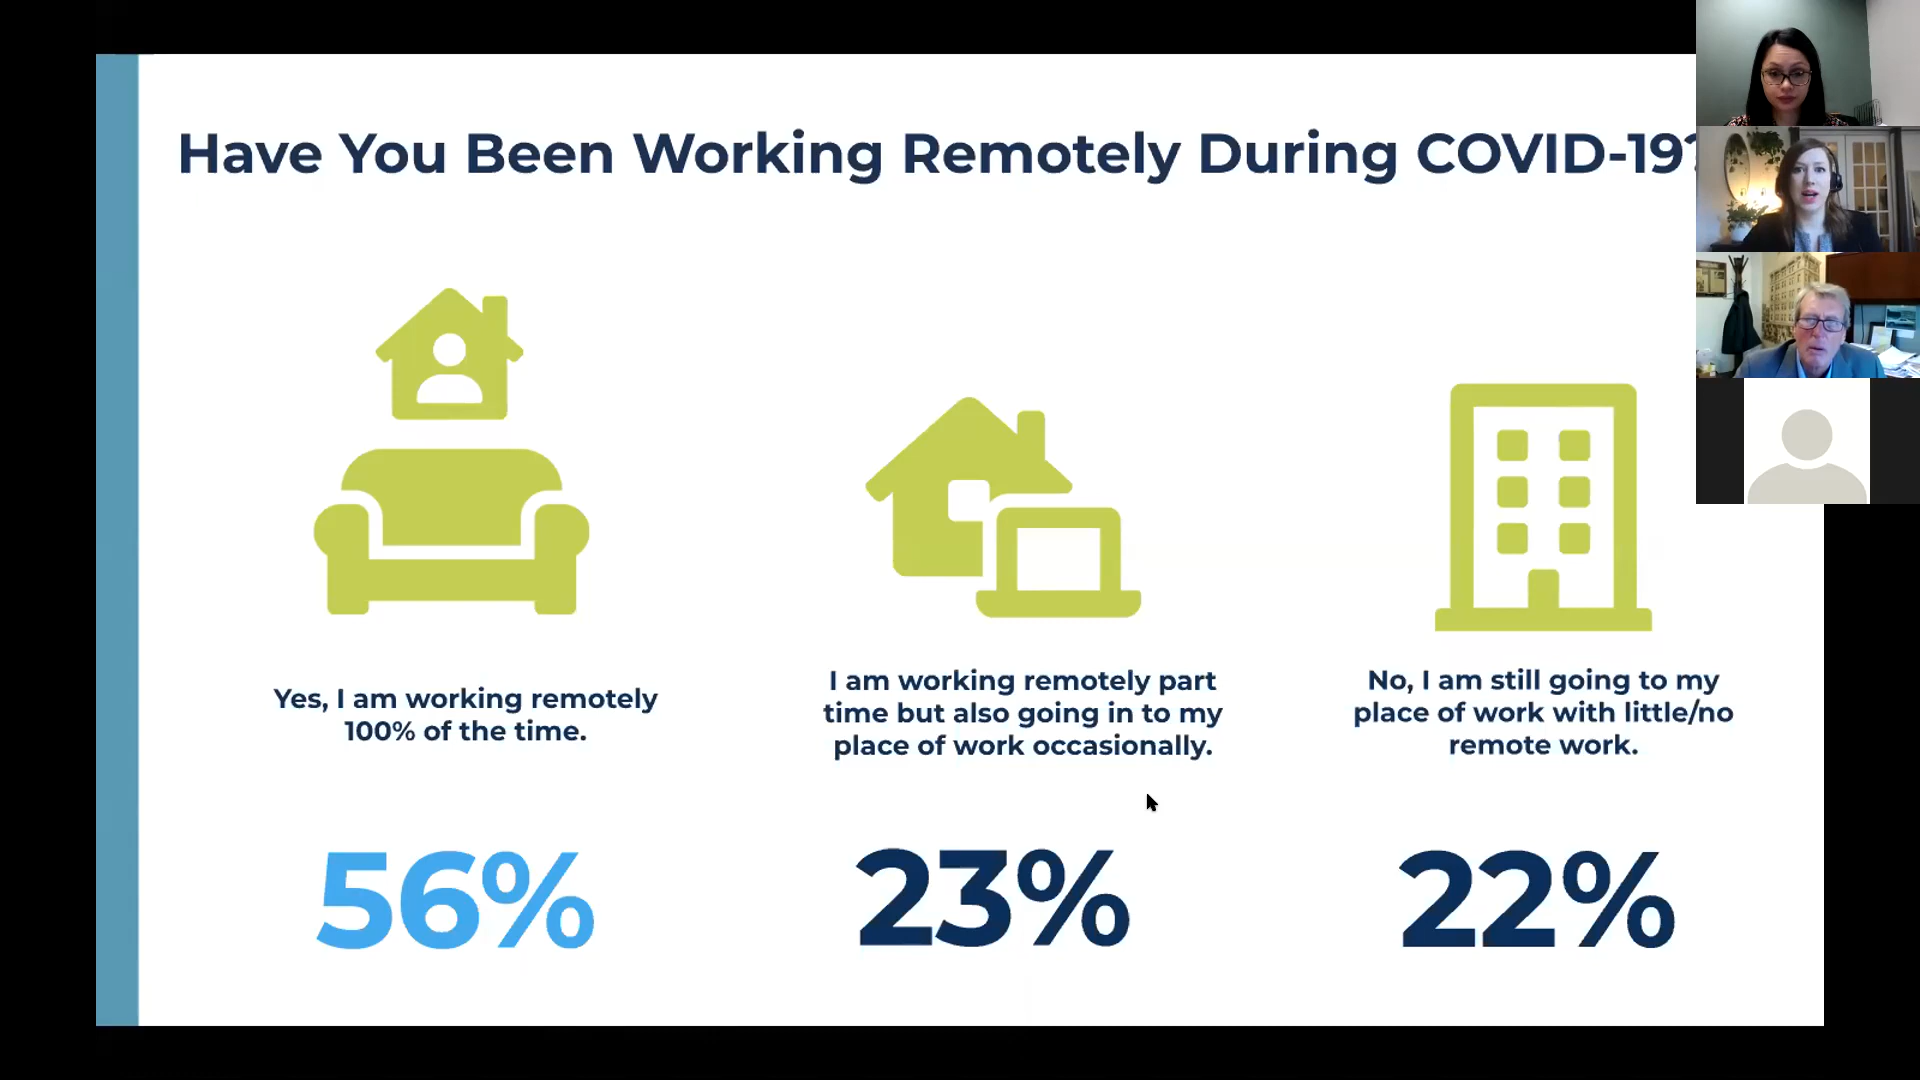 Have You Been Working Remotely During COVID-19?
Yes, I am working remotely
100% of the time.
I am working remotely part
time but also going in to my
place of work occasionally.
No, I am still going to my
place of work with little/no
remote work.
56%
23%
22%